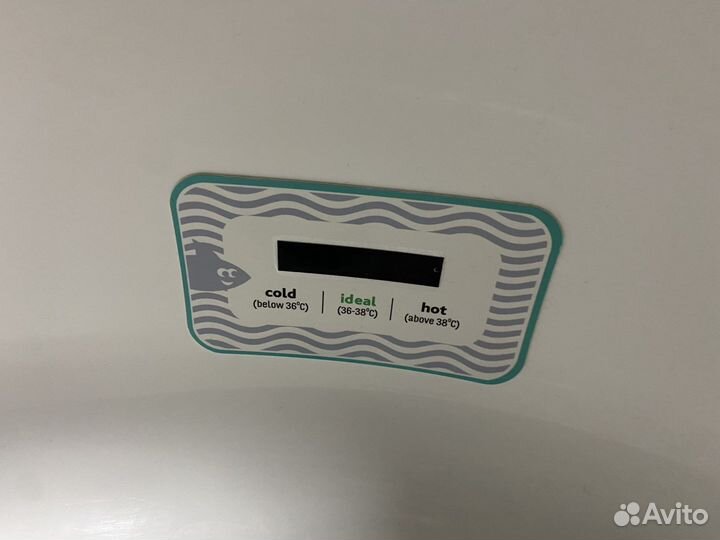 cold
(below 36°C)
ideal
(36-38°C)
hot
(above 38°C)
Avito